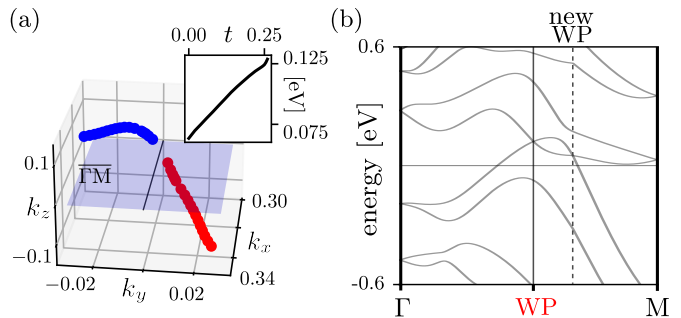 (a)
0.00 t 0.25
0.125
[eV]
0.075
ΓM
0.1
k_z
−0.1
−0.02
k_y
0.02
0.30
k_x
0.34
(b)
new
WP
0.6
energy [eV]
-0.6
Γ WP M